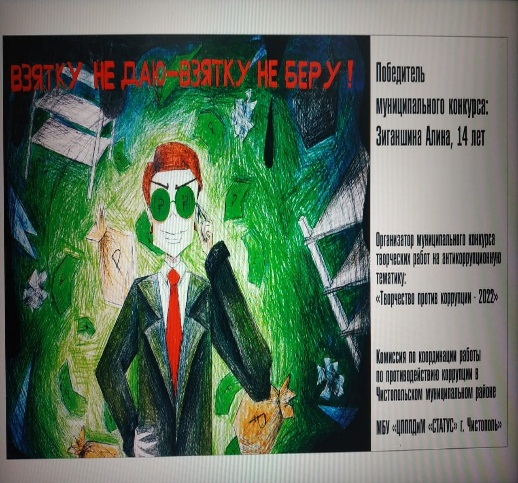 ВЗЯТКУ НЕ ДАЮ-ВЗЯТКУ НЕ БЕРУ!
Победитель
муниципального конкурса:
Зиганшина Алина, 14 лет
Организатор муниципального конкурса
творческих работ на антикоррупционную
тематику:
«Творчество против коррупции - 2022»
Комиссия по координации работы
по противодействию коррупции в
Чистопольском муниципальном районе
МБУ «ЦПППДиМ «СТАТУС» г. Чистополь»